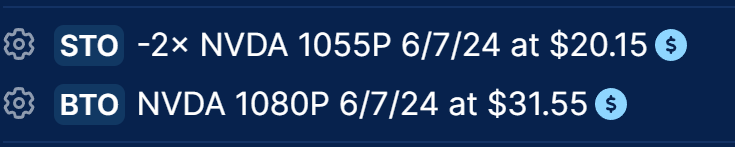 STO -2× NVDA 1055P 6/7/24 at $20.15 $
BTO NVDA 1080P 6/7/24 at $31.55 $